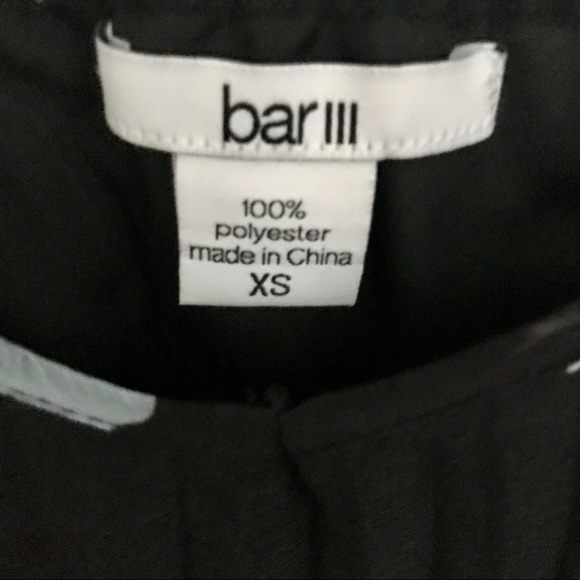 bar III
100%
polyester
made in China
XS